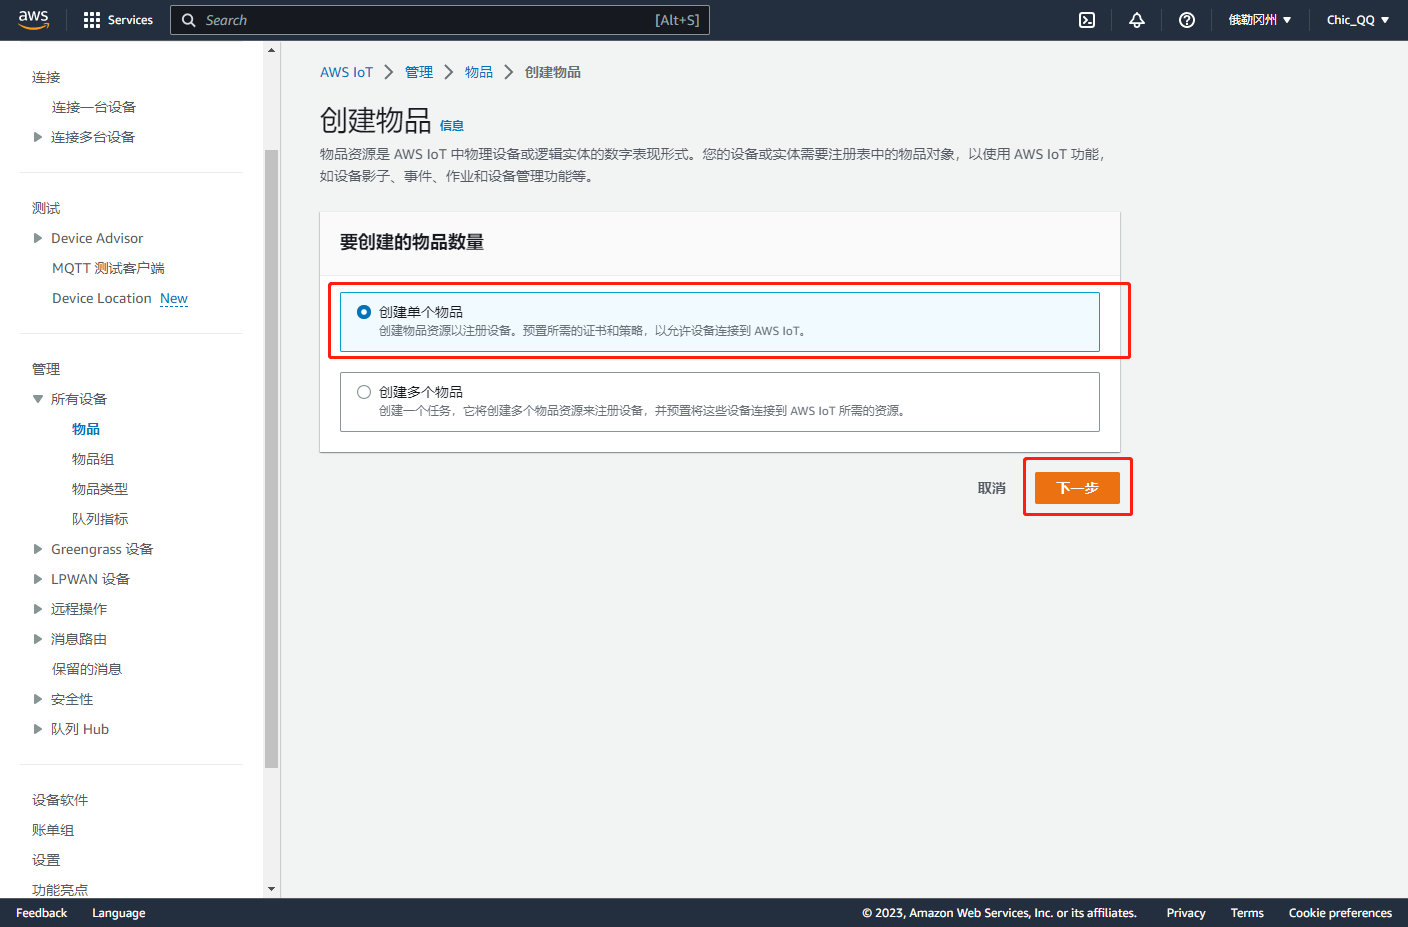 aws
Services
Search
[Alt+S]
俄勒冈州
Chic_QQ
连接
连接一台设备
连接多台设备
测试
Device Advisor
MQTT 测试客户端
Device Location New
管理
所有设备
物品
物品组
物品类型
队列指标
Greengrass 设备
LPWAN 设备
远程操作
消息路由
保留的消息
安全性
队列 Hub
设备软件
账单组
设置
功能亮点
AWS IoT
管理
物品
创建物品
创建物品 信息
物品资源是 AWS IoT 中物理设备或逻辑实体的数字表现形式。您的设备或实体需要注册表中的物品对象，以使用 AWS IoT 功能，
如设备影子、事件、作业和设备管理功能等。
要创建的物品数量
创建单个物品
创建物品资源以注册设备。预置所需的证书和策略，以允许设备连接到 AWS IoT。
创建多个物品
创建一个任务，它将创建多个物品资源来注册设备，并预置将这些设备连接到 AWS IoT 所需的资源。
取消
下一步
Feedback
Language
© 2023, Amazon Web Services, Inc. or its affiliates.
Privacy
Terms
Cookie preferences